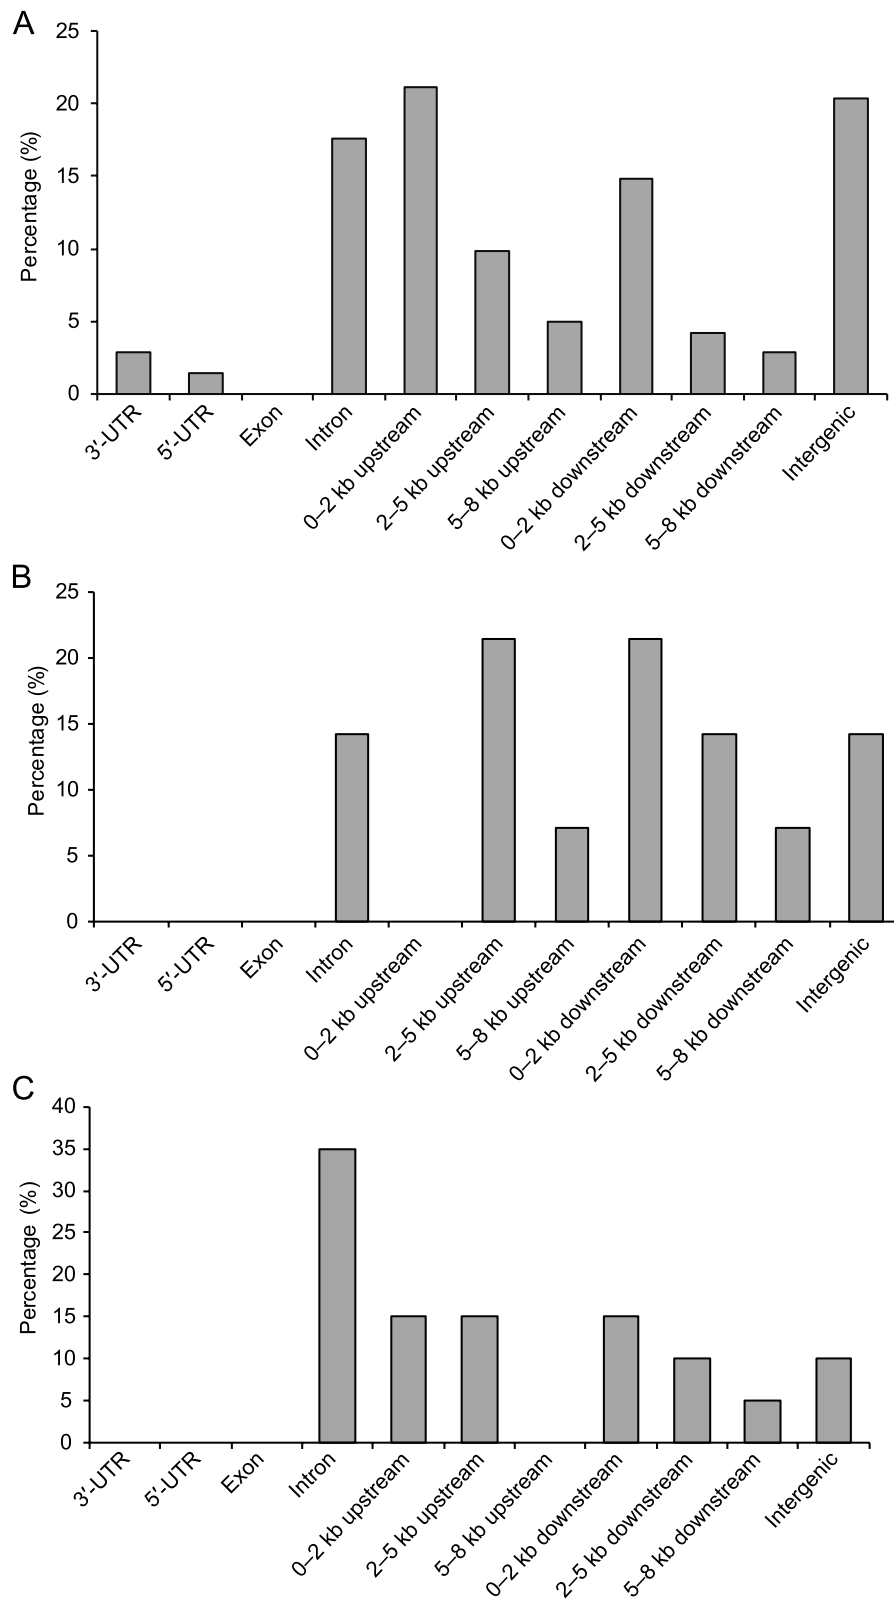 A
25
20
15
10
5
0
Percentage (%)
3'-UTR
5'-UTR
Exon
Intron
0–2 kb upstream
2–5 kb upstream
5–8 kb upstream
0–2 kb downstream
2–5 kb downstream
5–8 kb downstream
Intergenic
B
25
20
15
10
5
0
Percentage (%)
3'-UTR
5'-UTR
Exon
Intron
0–2 kb upstream
2–5 kb upstream
5–8 kb upstream
0–2 kb downstream
2–5 kb downstream
5–8 kb downstream
Intergenic
C
40
35
30
25
20
15
10
5
0
Percentage (%)
3'-UTR
5'-UTR
Exon
Intron
0–2 kb upstream
2–5 kb upstream
5–8 kb upstream
0–2 kb downstream
2–5 kb downstream
5–8 kb downstream
Intergenic